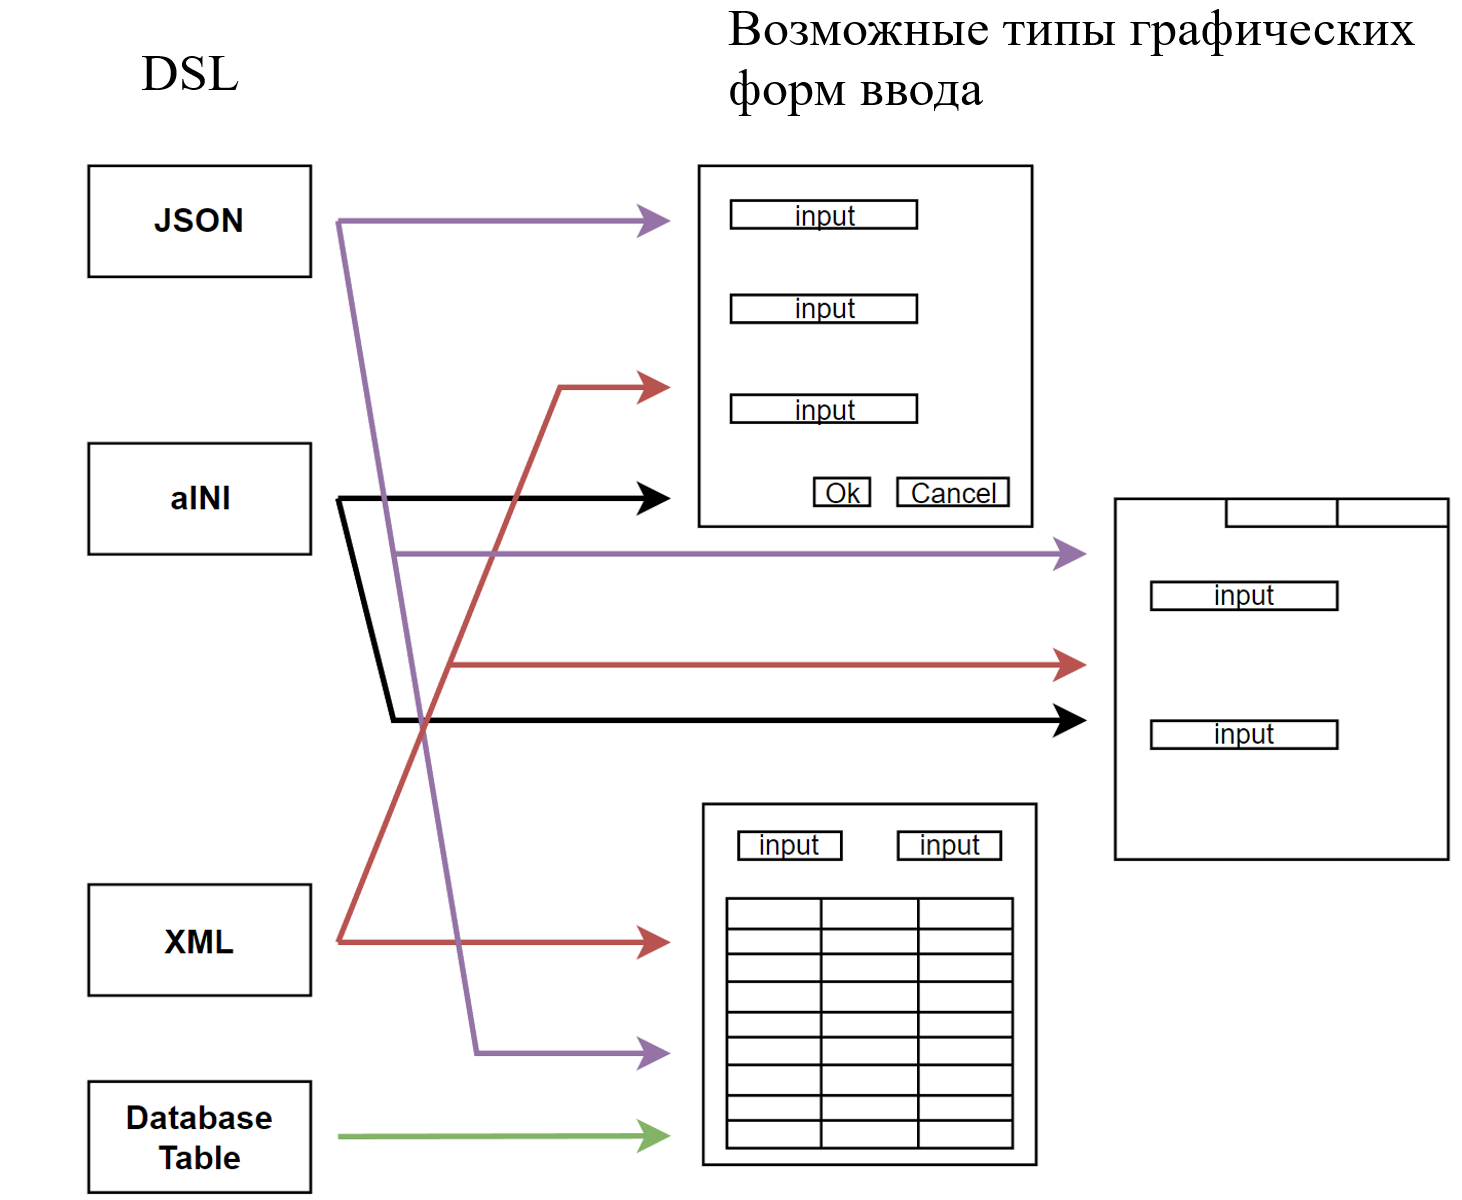 DSL
Возможные типы графических
форм ввода
JSON
input
input
input
aINI
Ok
Cancel
input
input
XML
input
input
Database
Table